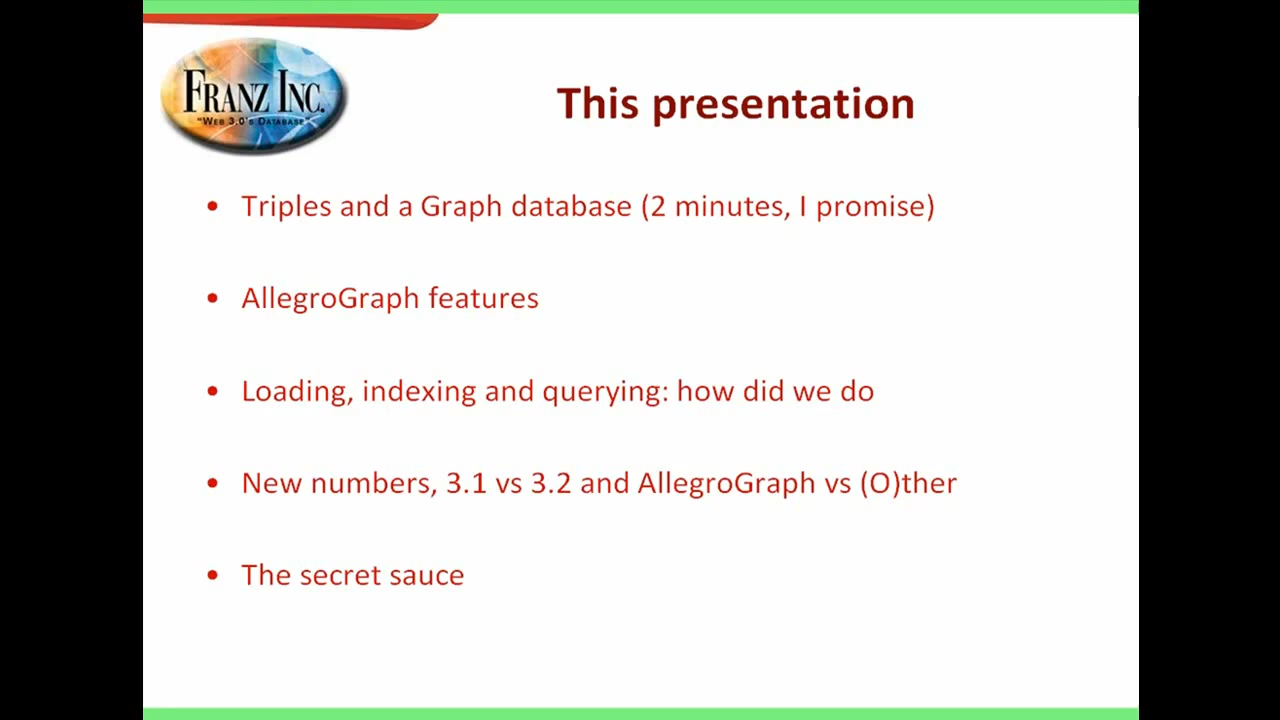 FRANZ INC.
"WEB 3.0'S DATABASE"
This presentation
• Triples and a Graph database (2 minutes, I promise)
• AllegroGraph features
• Loading, indexing and querying: how did we do
• New numbers, 3.1 vs 3.2 and AllegroGraph vs (O)ther
• The secret sauce